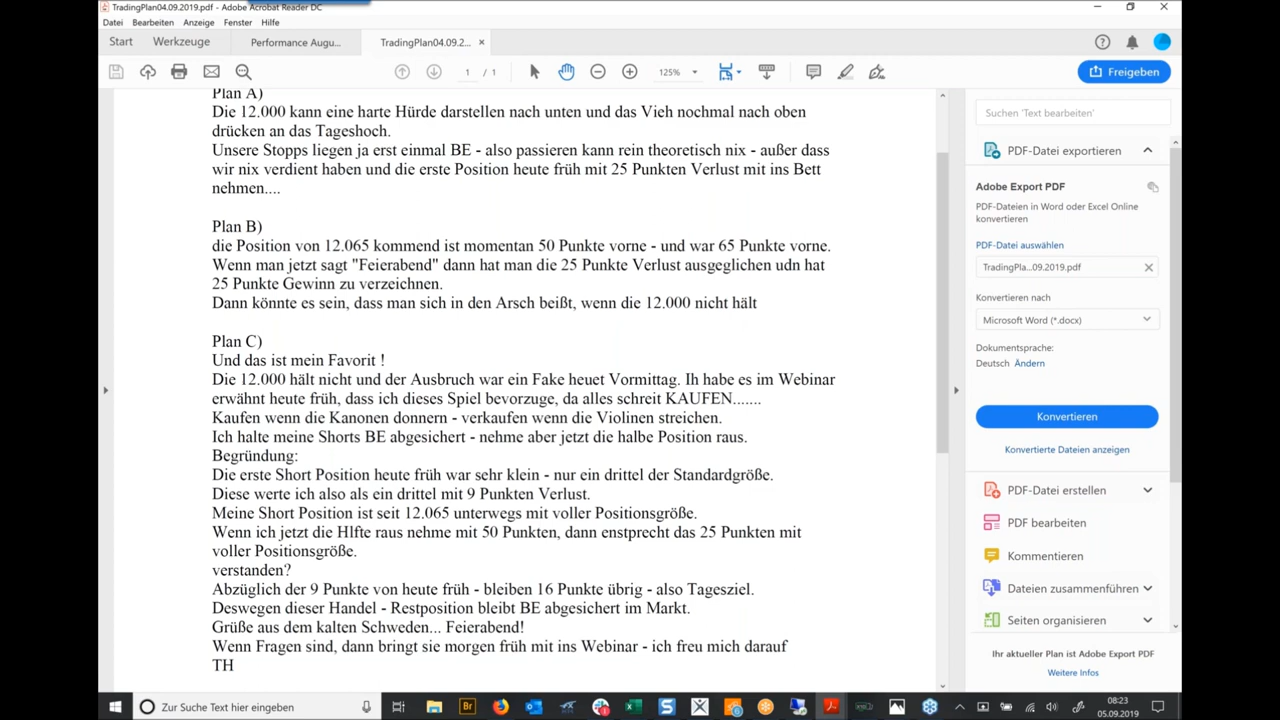 TradingPlan04.09.2019.pdf - Adobe Acrobat Reader DC
Datei Bearbeiten Anzeige Fenster Hilfe
Start Werkzeuge Performance Augu... TradingPlan04.09.2... ×
1 / 1 125% Freigeben
Plan A)
Die 12.000 kann eine harte Hürde darstellen nach unten und das Vieh nochmal nach oben
drücken an das Tageshoch.
Unsere Stopps liegen ja erst einmal BE - also passieren kann rein theoretisch nix - außer dass
wir nix verdient haben und die erste Position heute früh mit 25 Punkten Verlust mit ins Bett
nehmen....
Plan B)
die Position von 12.065 kommend ist momentan 50 Punkte vorne - und war 65 Punkte vorne.
Wenn man jetzt sagt "Feierabend" dann hat man die 25 Punkte Verlust ausgeglichen udn hat
25 Punkte Gewinn zu verzeichnen.
Dann könnte es sein, dass man sich in den Arsch beißt, wenn die 12.000 nicht hält
Plan C)
Und das ist mein Favorit !
Die 12.000 hält nicht und der Ausbruch war ein Fake heuet Vormittag. Ih habe es im Webinar
erwähnt heute früh, dass ich dieses Spiel bevorzuge, da alles schreit KAUFEN.......
Kaufen wenn die Kanonen donnern - verkaufen wenn die Violinen streichen.
Ich halte meine Shorts BE abgesichert - nehme aber jetzt die halbe Position raus.
Begründung:
Die erste Short Position heute früh war sehr klein - nur ein drittel der Standardgröße.
Diese werte ich also als ein drittel mit 9 Punkten Verlust.
Meine Short Position ist seit 12.065 unterwegs mit voller Positionsgröße.
Wenn ich jetzt die Hlfte raus nehme mit 50 Punkten, dann enstprecht das 25 Punkten mit
voller Positionsgröße.
verstanden?
Abzüglich der 9 Punkte von heute früh - bleiben 16 Punkte übrig - also Tagesziel.
Deswegen dieser Handel - Restposition bleibt BE abgesichert im Markt.
Grüße aus dem kalten Schweden... Feierabend!
Wenn Fragen sind, dann bringt sie morgen früh mit ins Webinar - ich freu mich darauf
TH
Suchen 'Text bearbeiten'
PDF-Datei exportieren
Adobe Export PDF
PDF-Dateien in Word oder Excel Online
konvertieren
PDF-Datei auswählen
TradingPla...09.2019.pdf ×
Konvertieren nach
Microsoft Word (*.docx)
Dokumentsprache:
Deutsch Ändern
Konvertieren
Konvertierte Dateien anzeigen
PDF-Datei erstellen
PDF bearbeiten
Kommentieren
Dateien zusammenführen
Seiten organisieren
Ihr aktueller Plan ist Adobe Export PDF
Weitere Infos
Zur Suche Text hier eingeben
Br
08:23
05.09.2019